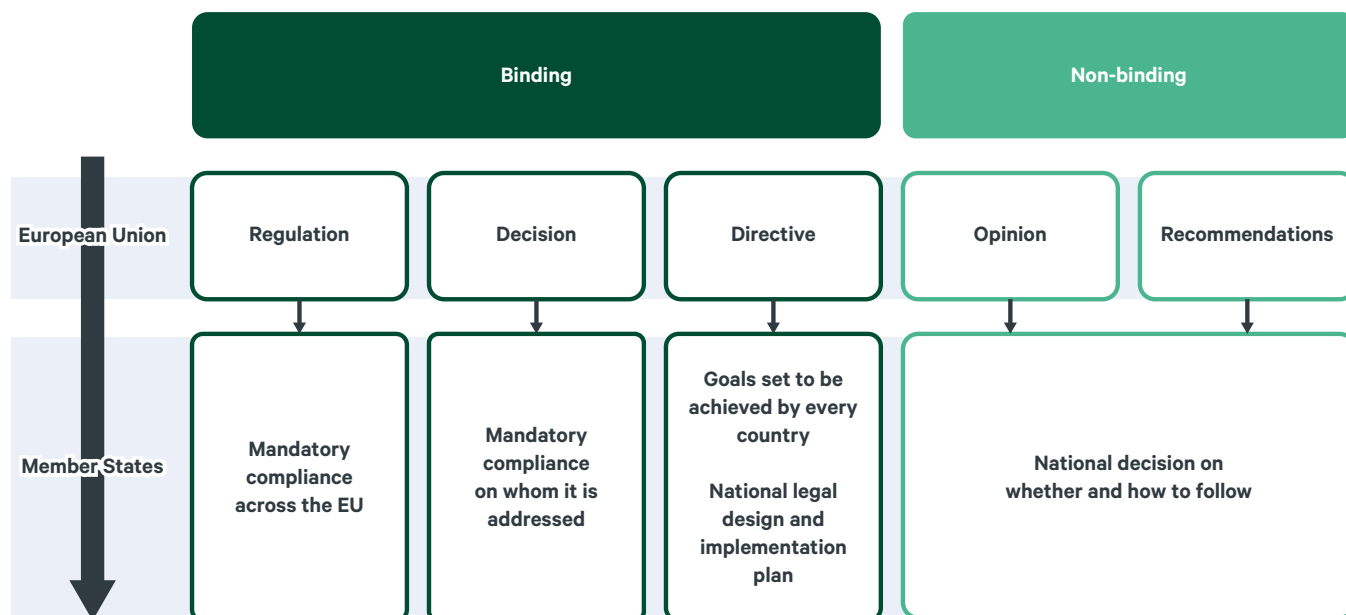 Binding
Non-binding
European Union
Regulation
Decision
Directive
Opinion
Recommendations
Member States
Mandatory
compliance
across the EU
Mandatory
compliance
on whom it is
addressed
Goals set to be
achieved by every
country
National legal
design and
implementation
plan
National decision on
whether and how to follow